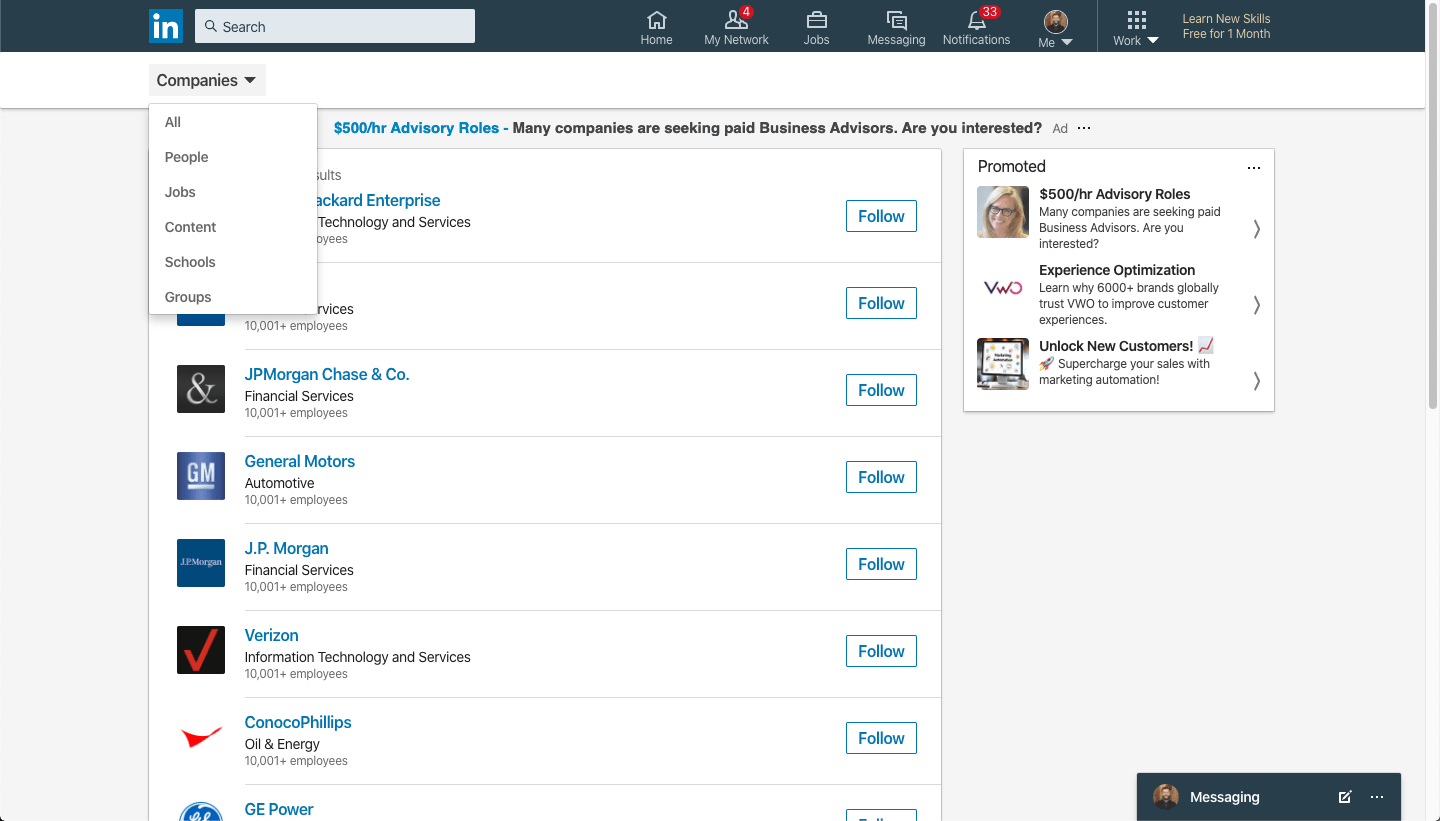 in
Search
Home
4
My Network
Jobs
Messaging
33
Notifications
Me
Work
Learn New Skills
Free for 1 Month
Companies
All
People
Jobs
Content
Schools
Groups
$500/hr Advisory Roles - Many companies are seeking paid Business Advisors. Are you interested? Ad ...
sults
ackard Enterprise
Technology and Services
oyees
Follow
rvices
10,001+ employees
Follow
&
JPMorgan Chase & Co.
Financial Services
10,001+ employees
Follow
GM
General Motors
Automotive
10,001+ employees
Follow
J.P.Morgan
J.P. Morgan
Financial Services
10,001+ employees
Follow
Verizon
Information Technology and Services
10,001+ employees
Follow
ConocoPhillips
Oil & Energy
10,001+ employees
Follow
GE Power
Follow
Promoted
...
$500/hr Advisory Roles
Many companies are seeking paid
Business Advisors. Are you
interested?
VWO
Experience Optimization
Learn why 6000+ brands globally
trust VWO to improve customer
experiences.
Marketing
Automation
Unlock New Customers! 📈
🚀 Supercharge your sales with
marketing automation!
Messaging
...